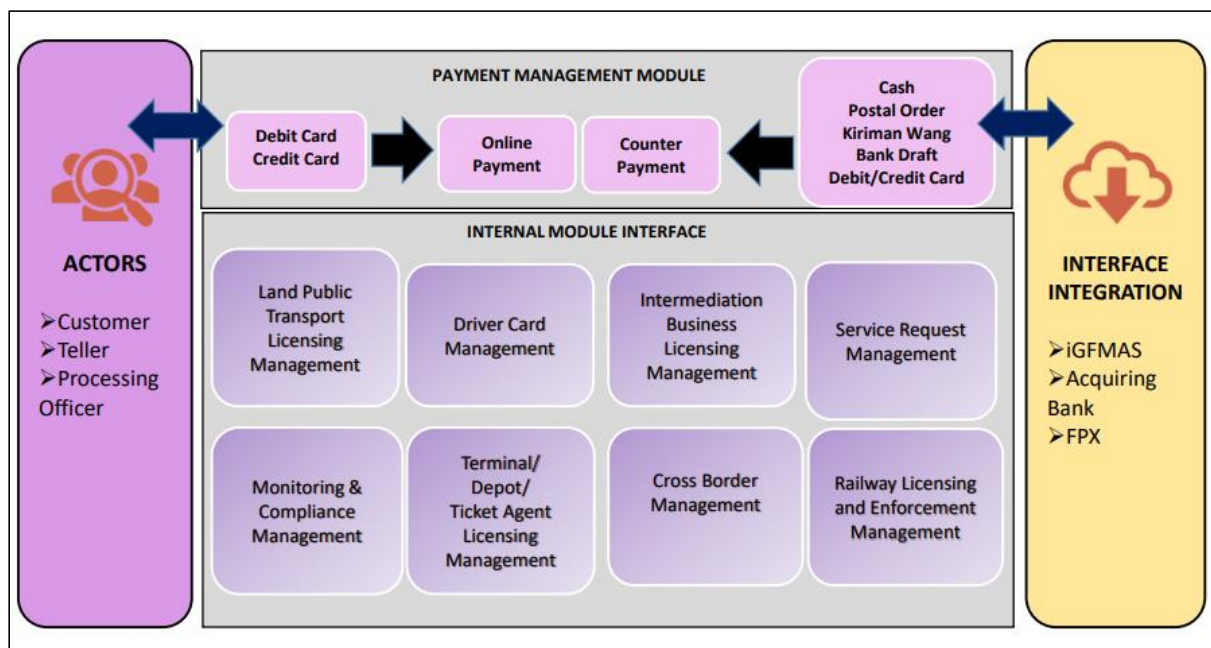 PAYMENT MANAGEMENT MODULE
Debit Card
Credit Card
Online
Payment
Counter
Payment
Cash
Postal Order
Kiriman Wang
Bank Draft
Debit/Credit Card
ACTORS
➢Customer
➢Teller
➢Processing
Officer
INTERNAL MODULE INTERFACE
Land Public
Transport
Licensing
Management
Driver Card
Management
Intermediation
Business
Licensing
Management
Service Request
Management
Monitoring &
Compliance
Management
Terminal/
Depot/
Ticket Agent
Licensing
Management
Cross Border
Management
Railway Licensing
and Enforcement
Management
INTERFACE
INTEGRATION
➢iGFMAS
➢Acquiring
Bank
➢FPX